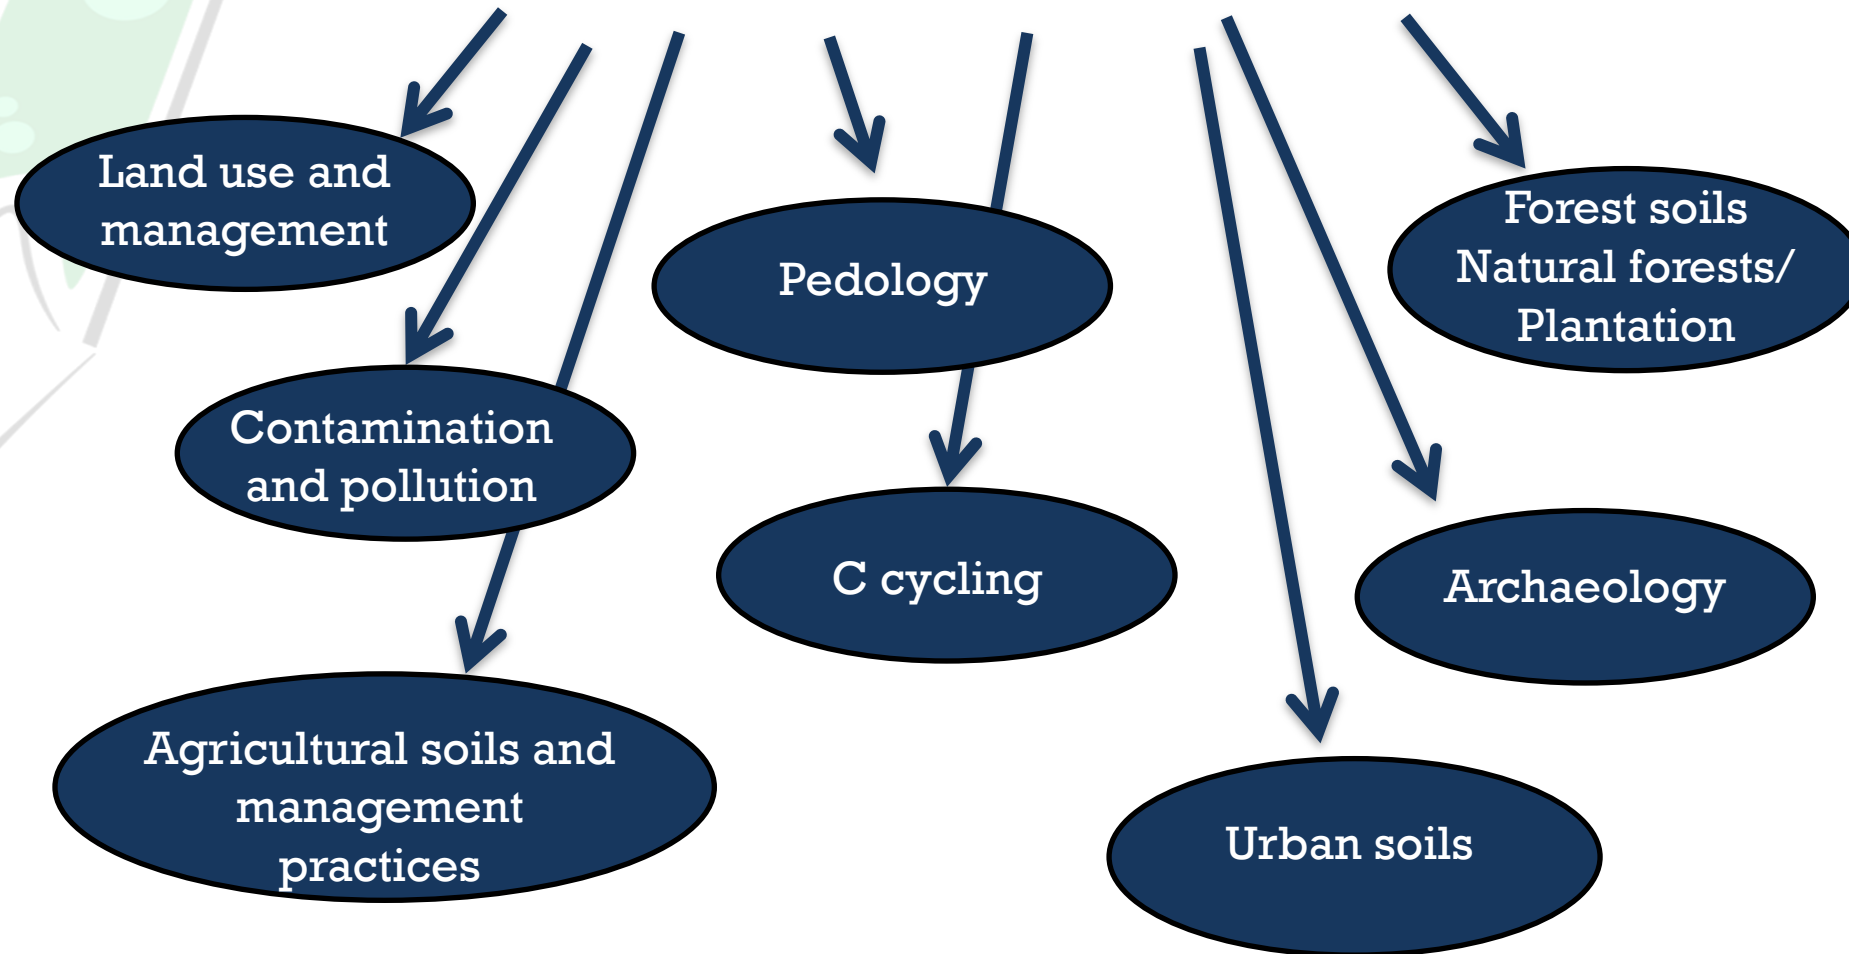 Land use and
management
Forest soils
Natural forests/
Plantation
Pedology
Contamination
and pollution
C cycling
Archaeology
Agricultural soils and
management
practices
Urban soils